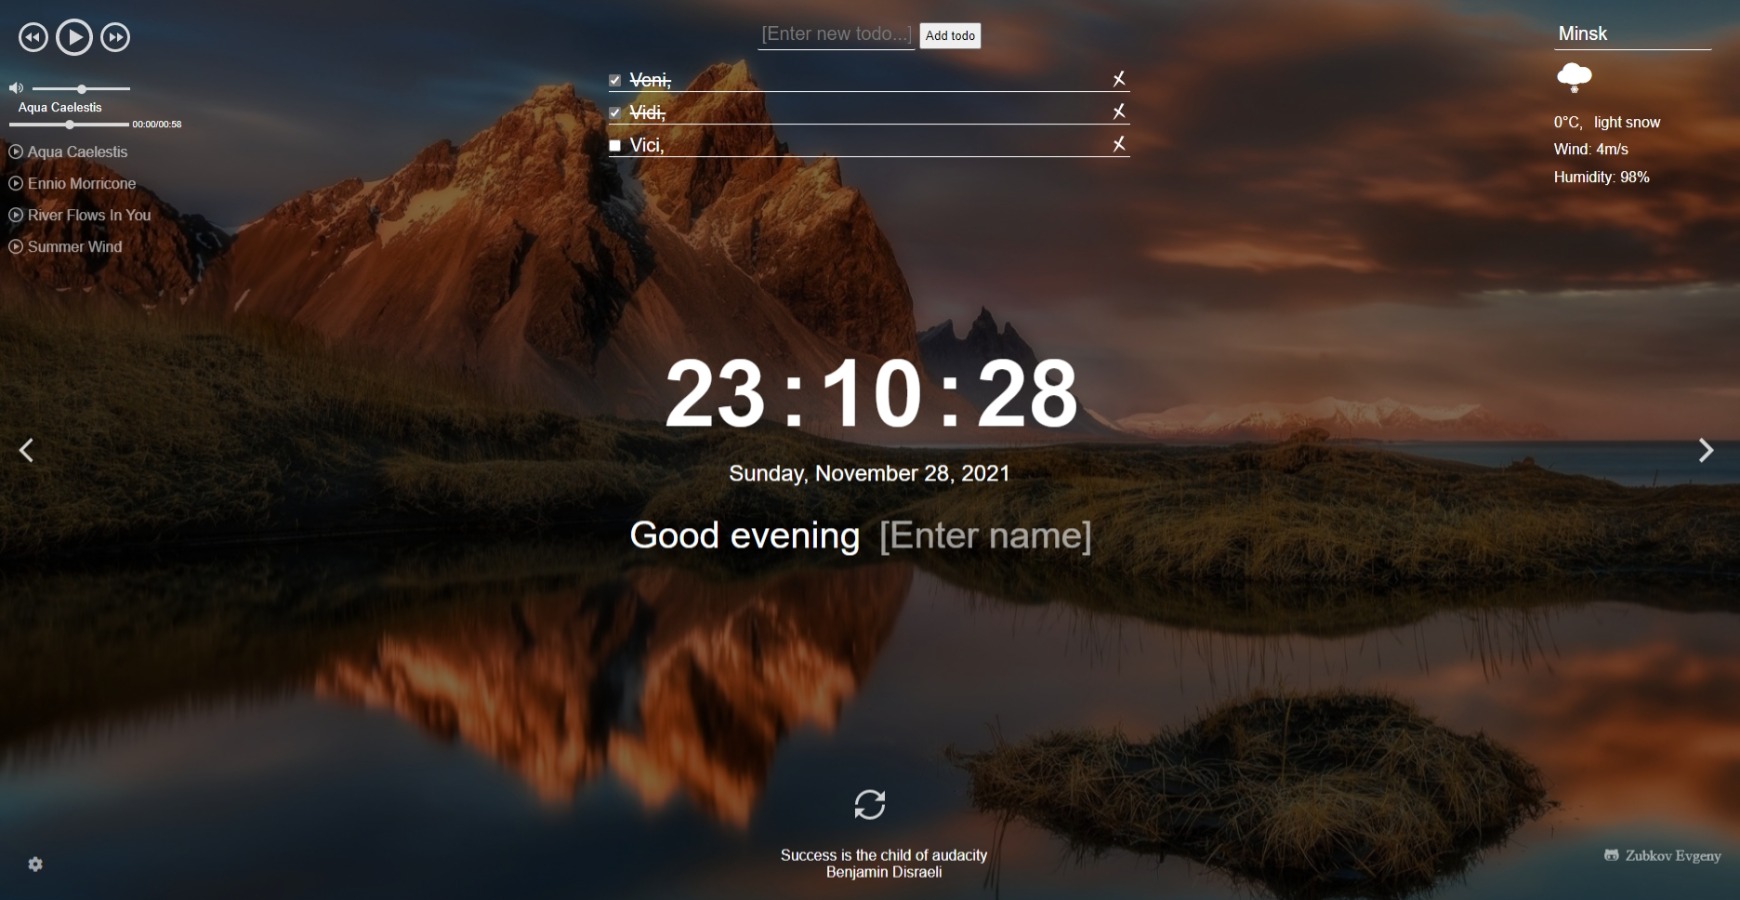 [Enter new todo...] Add todo
Veni,
Vidi,
Vici,
Aqua Caelestis
00:00/00:58
Aqua Caelestis
Ennio Morricone
River Flows In You
Summer Wind
Minsk
0°C, light snow
Wind: 4m/s
Humidity: 98%
23:10:28
Sunday, November 28, 2021
Good evening [Enter name]
Success is the child of audacity
Benjamin Disraeli
Zubkov Evgeny